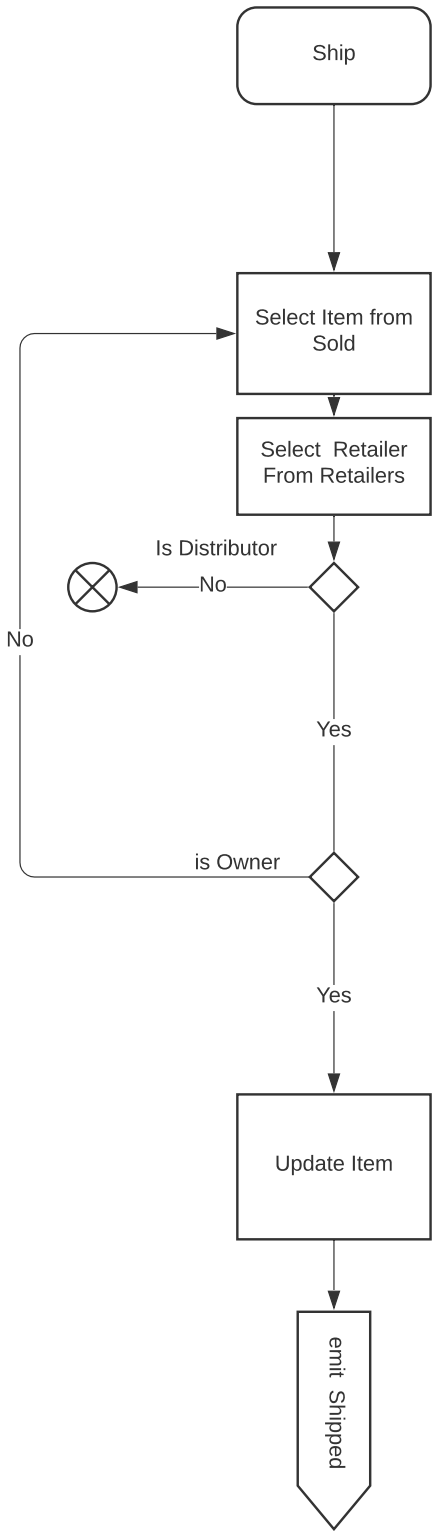 Ship
Select Item from
Sold
Select  Retailer
From Retailers
Is Distributor
No
No
Yes
is Owner
Yes
Update Item
emit  Shipped